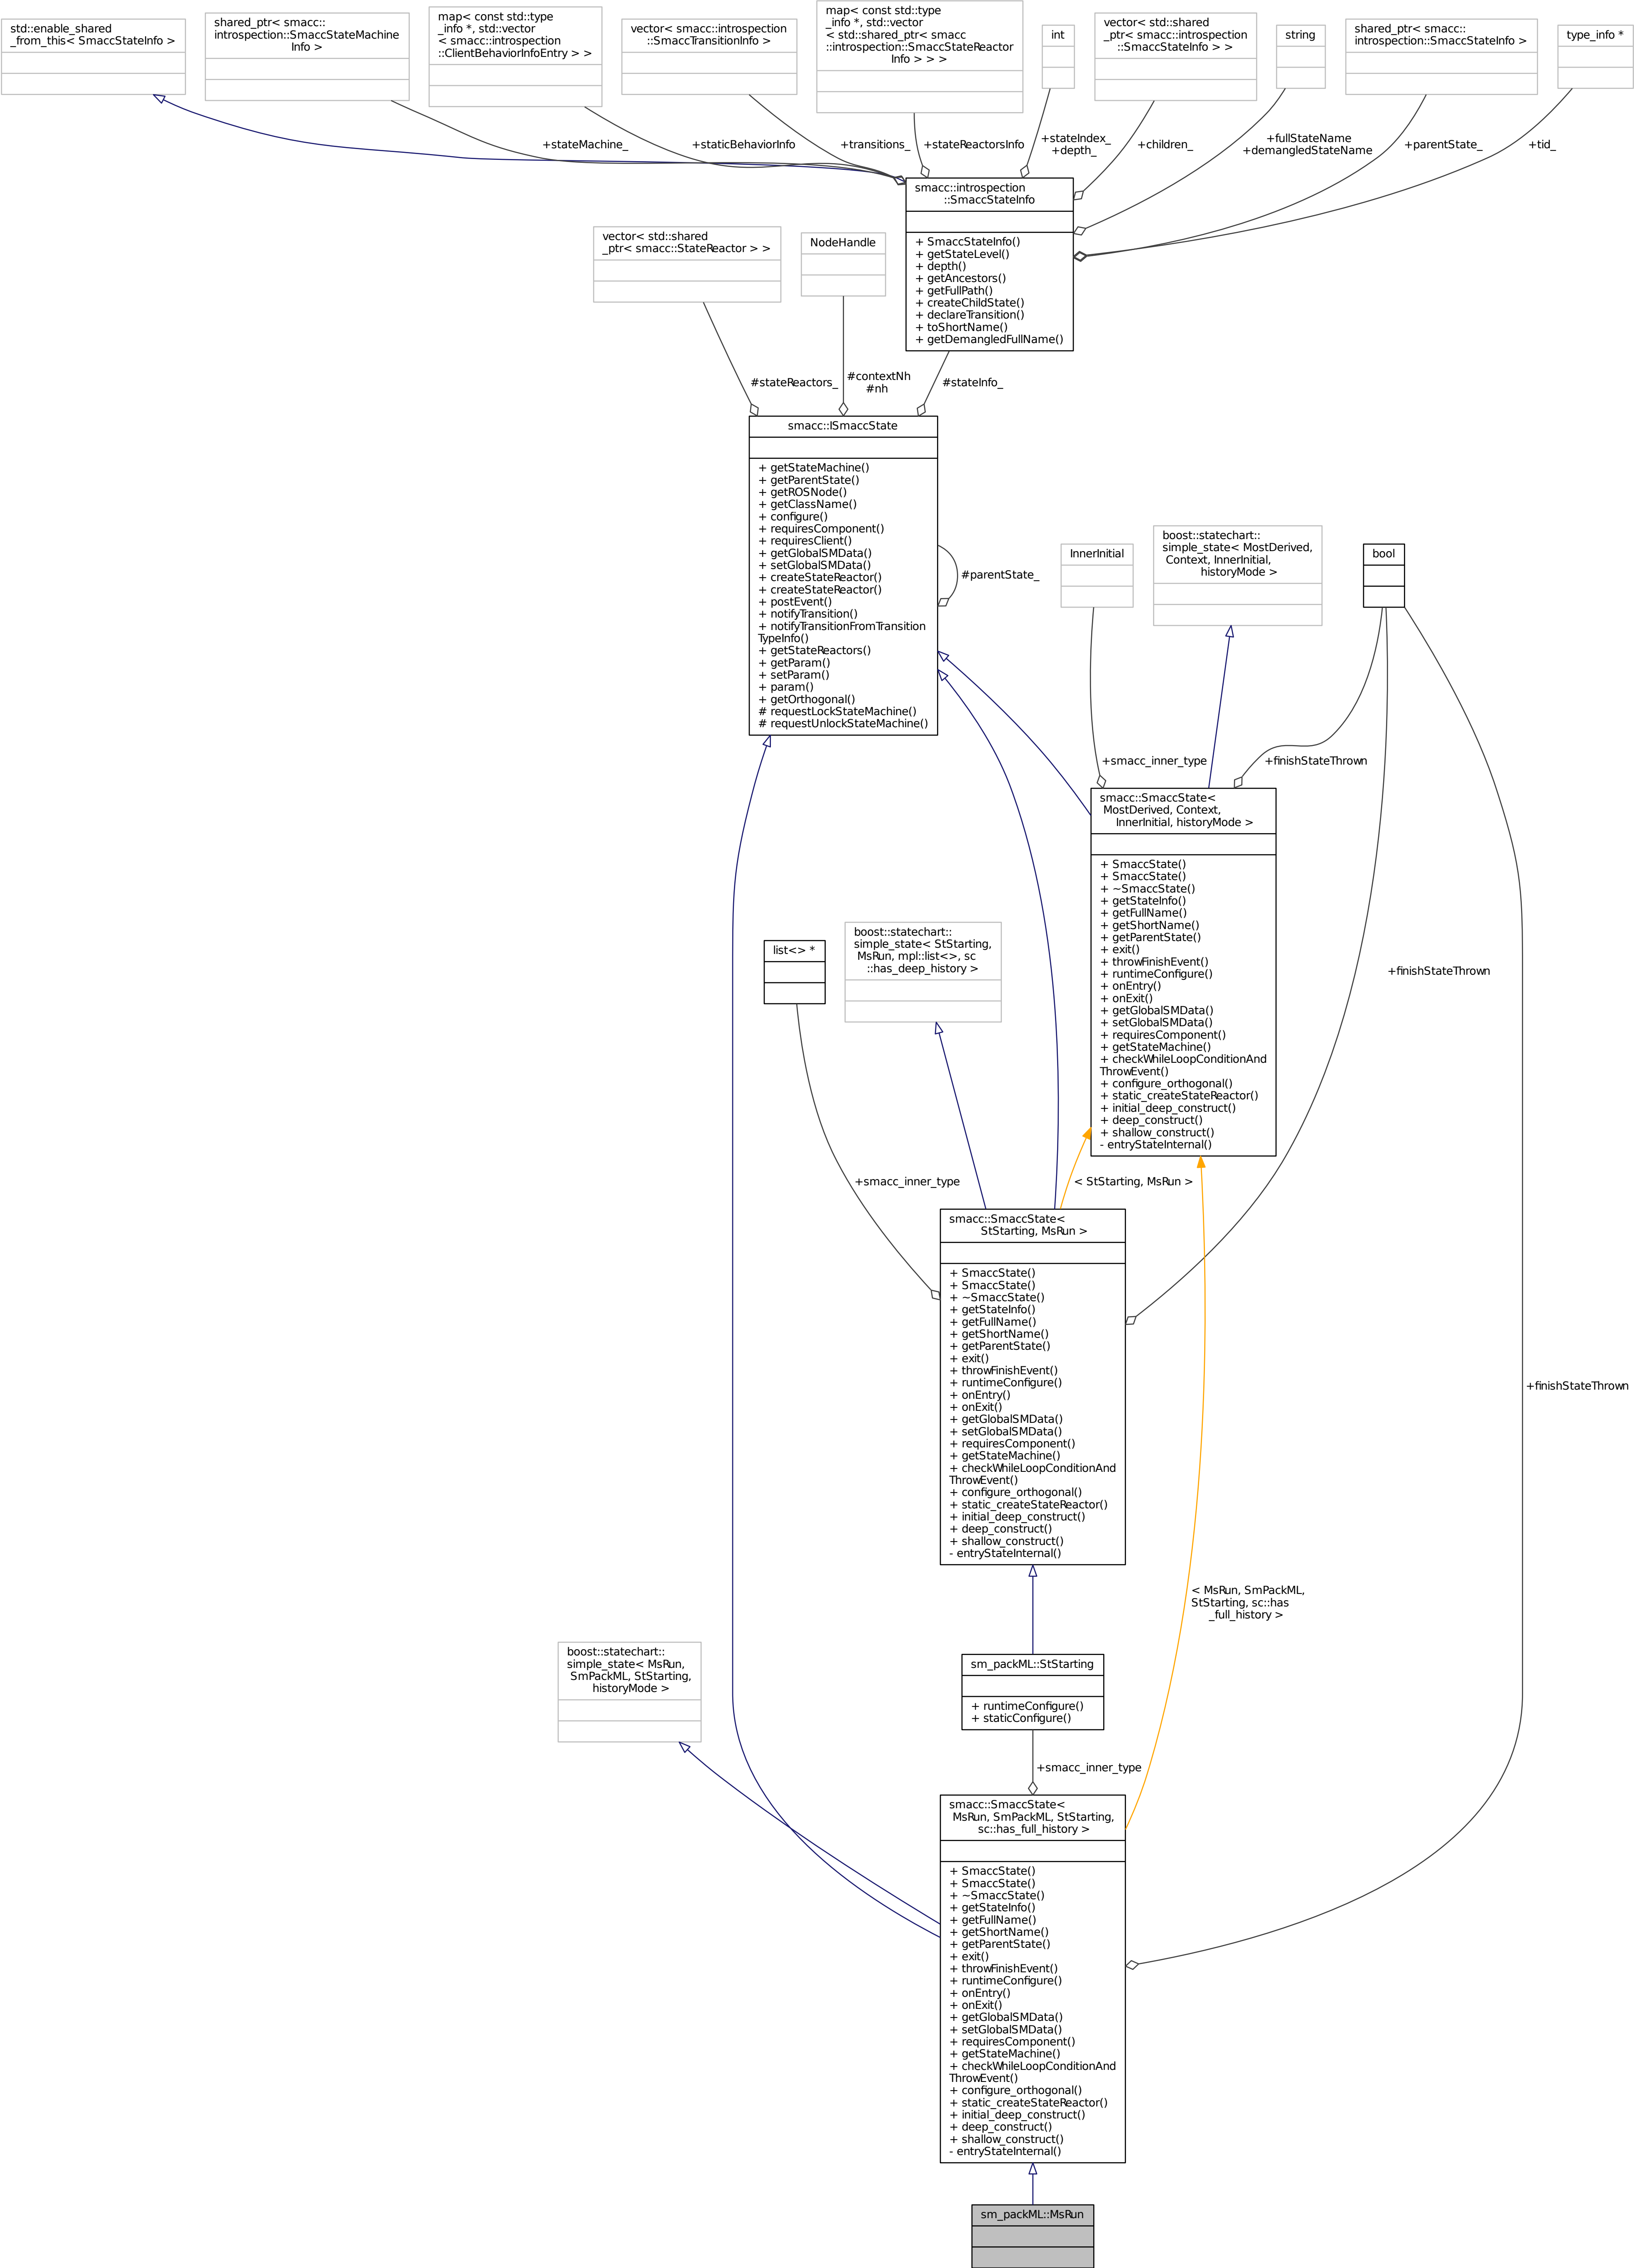 std::enable_shared
_from_this< SmaccStateInfo >
shared_ptr< smacc::
introspection::SmaccStateMachine
Info >
map< const std::type
_info *, std::vector
< smacc::introspection
::ClientBehaviorInfoEntry > >
vector< smacc::introspection
::SmaccTransitionInfo >
map< const std::type
_info *, std::vector
< std::shared_ptr< smacc
::introspection::SmaccStateReactor
Info > > >
int
vector< std::shared
_ptr< smacc::introspection
::SmaccStateInfo > >
string
shared_ptr< smacc::
introspection::SmaccStateInfo >
type_info *
+stateMachine_
+staticBehaviorInfo
+transitions_
+stateReactorsInfo
+stateIndex_
+depth_
+children_
+fullStateName
+demangledStateName
+parentState_
+tid_
smacc::introspection
::SmaccStateInfo
+ SmaccStateInfo()
+ getStateLevel()
+ depth()
+ getAncestors()
+ getFullPath()
+ createChildState()
+ declareTransition()
+ toShortName()
+ getDemangledFullName()
vector< std::shared
_ptr< smacc::StateReactor > >
NodeHandle
#stateReactors_
#contextNh
#nh
#stateInfo_
smacc::ISmaccState
+ getStateMachine()
+ getParentState()
+ getROSNode()
+ getClassName()
+ configure()
+ requiresComponent()
+ requiresClient()
+ getGlobalSMData()
+ setGlobalSMData()
+ createStateReactor()
+ createStateReactor()
+ postEvent()
+ notifyTransition()
+ notifyTransitionFromTransition
TypeInfo()
+ getStateReactors()
+ getParam()
+ setParam()
+ param()
+ getOrthogonal()
# requestLockStateMachine()
# requestUnlockStateMachine()
#parentState_
InnerInitial
boost::statechart::
simple_state< MostDerived,
Context, InnerInitial,
historyMode >
bool
+smacc_inner_type
+finishStateThrown
smacc::SmaccState<
MostDerived, Context,
InnerInitial, historyMode >
+ SmaccState()
+ SmaccState()
+ ~SmaccState()
+ getStateInfo()
+ getFullName()
+ getShortName()
+ getParentState()
+ exit()
+ throwFinishEvent()
+ runtimeConfigure()
+ onEntry()
+ onExit()
+ getGlobalSMData()
+ setGlobalSMData()
+ requiresComponent()
+ getStateMachine()
+ checkWhileLoopConditionAnd
ThrowEvent()
+ configure_orthogonal()
+ static_createStateReactor()
+ initial_deep_construct()
+ deep_construct()
+ shallow_construct()
- entryStateInternal()
list<> *
boost::statechart::
simple_state< StStarting,
MsRun, mpl::list<>, sc
::has_deep_history >
+finishStateThrown
+smacc_inner_type
< StStarting, MsRun >
smacc::SmaccState<
StStarting, MsRun >
+ SmaccState()
+ SmaccState()
+ ~SmaccState()
+ getStateInfo()
+ getFullName()
+ getShortName()
+ getParentState()
+ exit()
+ throwFinishEvent()
+ runtimeConfigure()
+ onEntry()
+ onExit()
+ getGlobalSMData()
+ setGlobalSMData()
+ requiresComponent()
+ getStateMachine()
+ checkWhileLoopConditionAnd
ThrowEvent()
+ configure_orthogonal()
+ static_createStateReactor()
+ initial_deep_construct()
+ deep_construct()
+ shallow_construct()
- entryStateInternal()
+finishStateThrown
< MsRun, SmPackML,
StStarting, sc::has
_full_history >
boost::statechart::
simple_state< MsRun,
SmPackML, StStarting,
historyMode >
sm_packML::StStarting
+ runtimeConfigure()
+ staticConfigure()
+smacc_inner_type
smacc::SmaccState<
MsRun, SmPackML, StStarting,
sc::has_full_history >
+ SmaccState()
+ SmaccState()
+ ~SmaccState()
+ getStateInfo()
+ getFullName()
+ getShortName()
+ getParentState()
+ exit()
+ throwFinishEvent()
+ runtimeConfigure()
+ onEntry()
+ onExit()
+ getGlobalSMData()
+ setGlobalSMData()
+ requiresComponent()
+ getStateMachine()
+ checkWhileLoopConditionAnd
ThrowEvent()
+ configure_orthogonal()
+ static_createStateReactor()
+ initial_deep_construct()
+ deep_construct()
+ shallow_construct()
- entryStateInternal()
sm_packML::MsRun